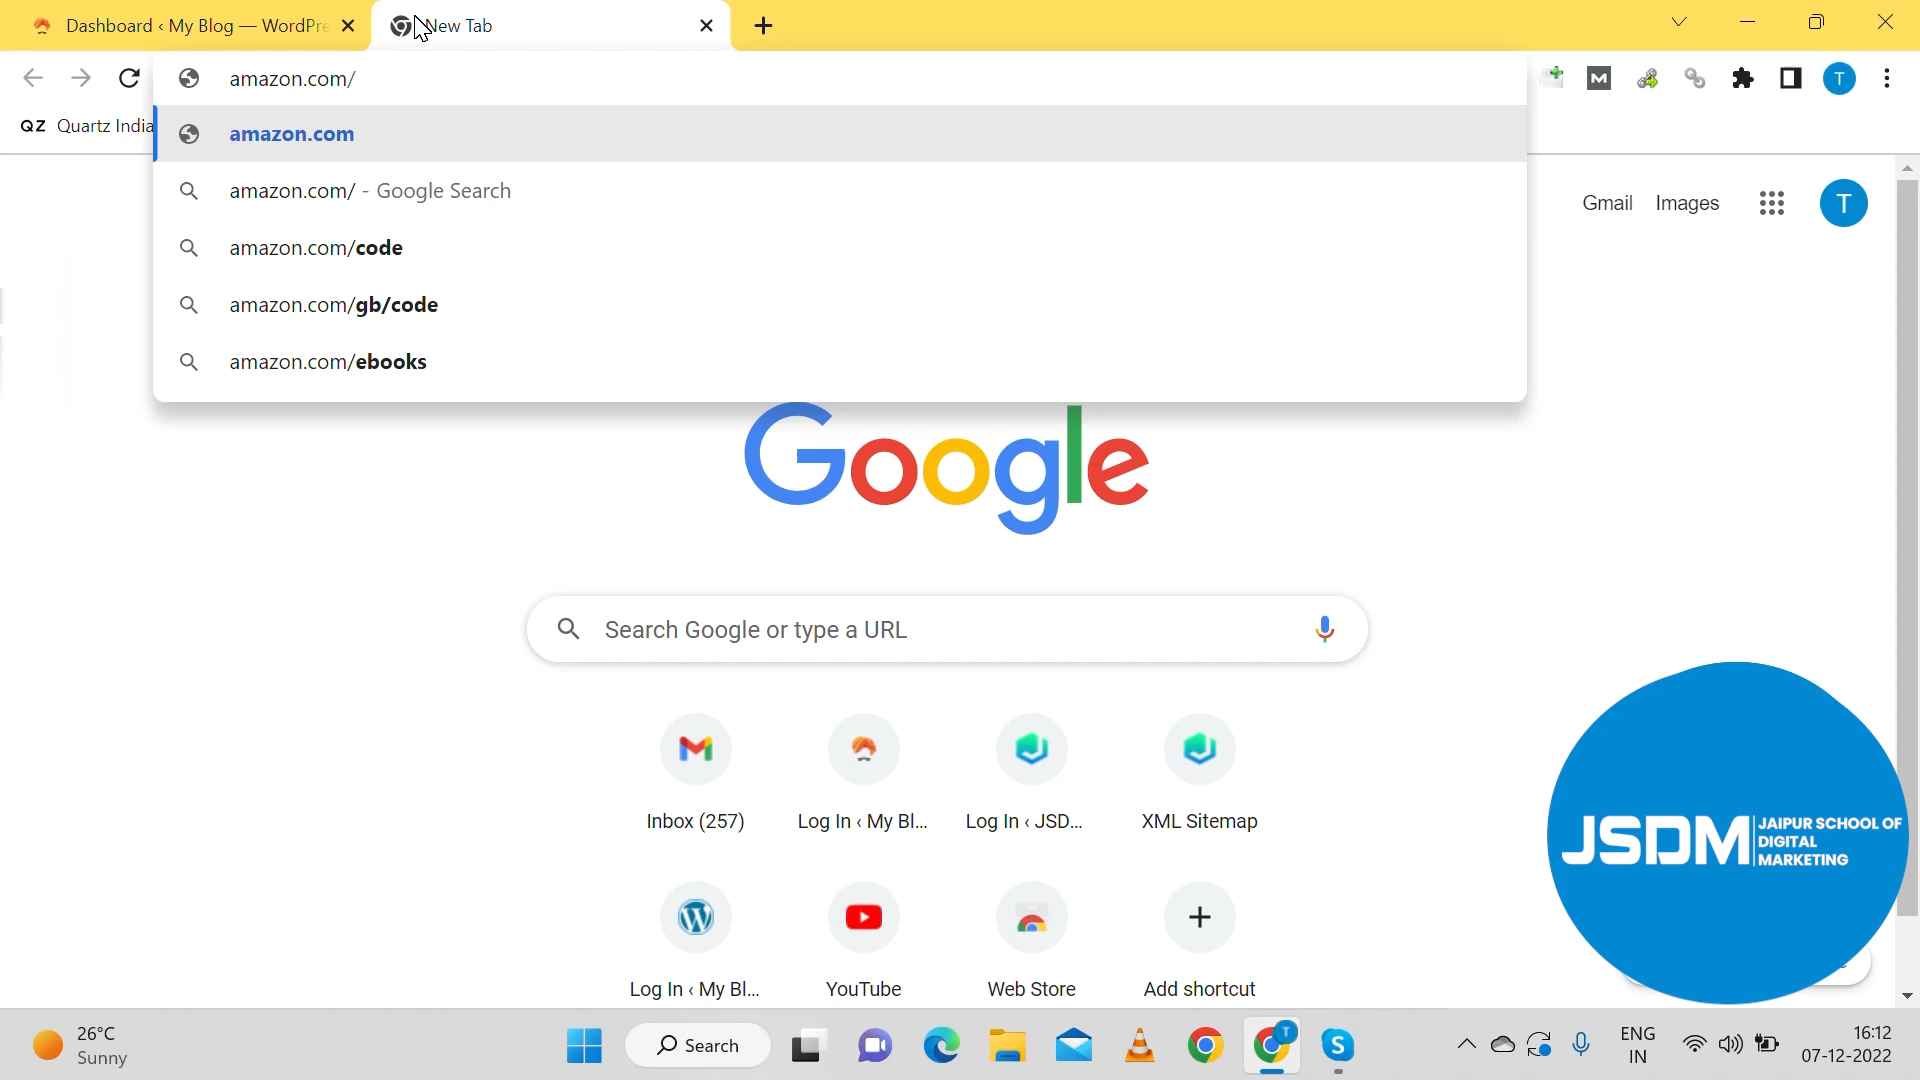 Dashboard ‹ My Blog — WordPre
New Tab
amazon.com/
QZ Quartz India
amazon.com
amazon.com/ - Google Search
amazon.com/code
amazon.com/gb/code
amazon.com/ebooks
Gmail Images
T
T
Google
Search Google or type a URL
Inbox (257)
Log In ‹ My Bl...
Log In ‹ JSD...
XML Sitemap
Log In ‹ My Bl...
YouTube
Web Store
Add shortcut
JSDM
JAIPUR SCHOOL OF
DIGITAL
MARKETING
26°C
Sunny
Search
T
ENG
IN
16:12
07-12-2022